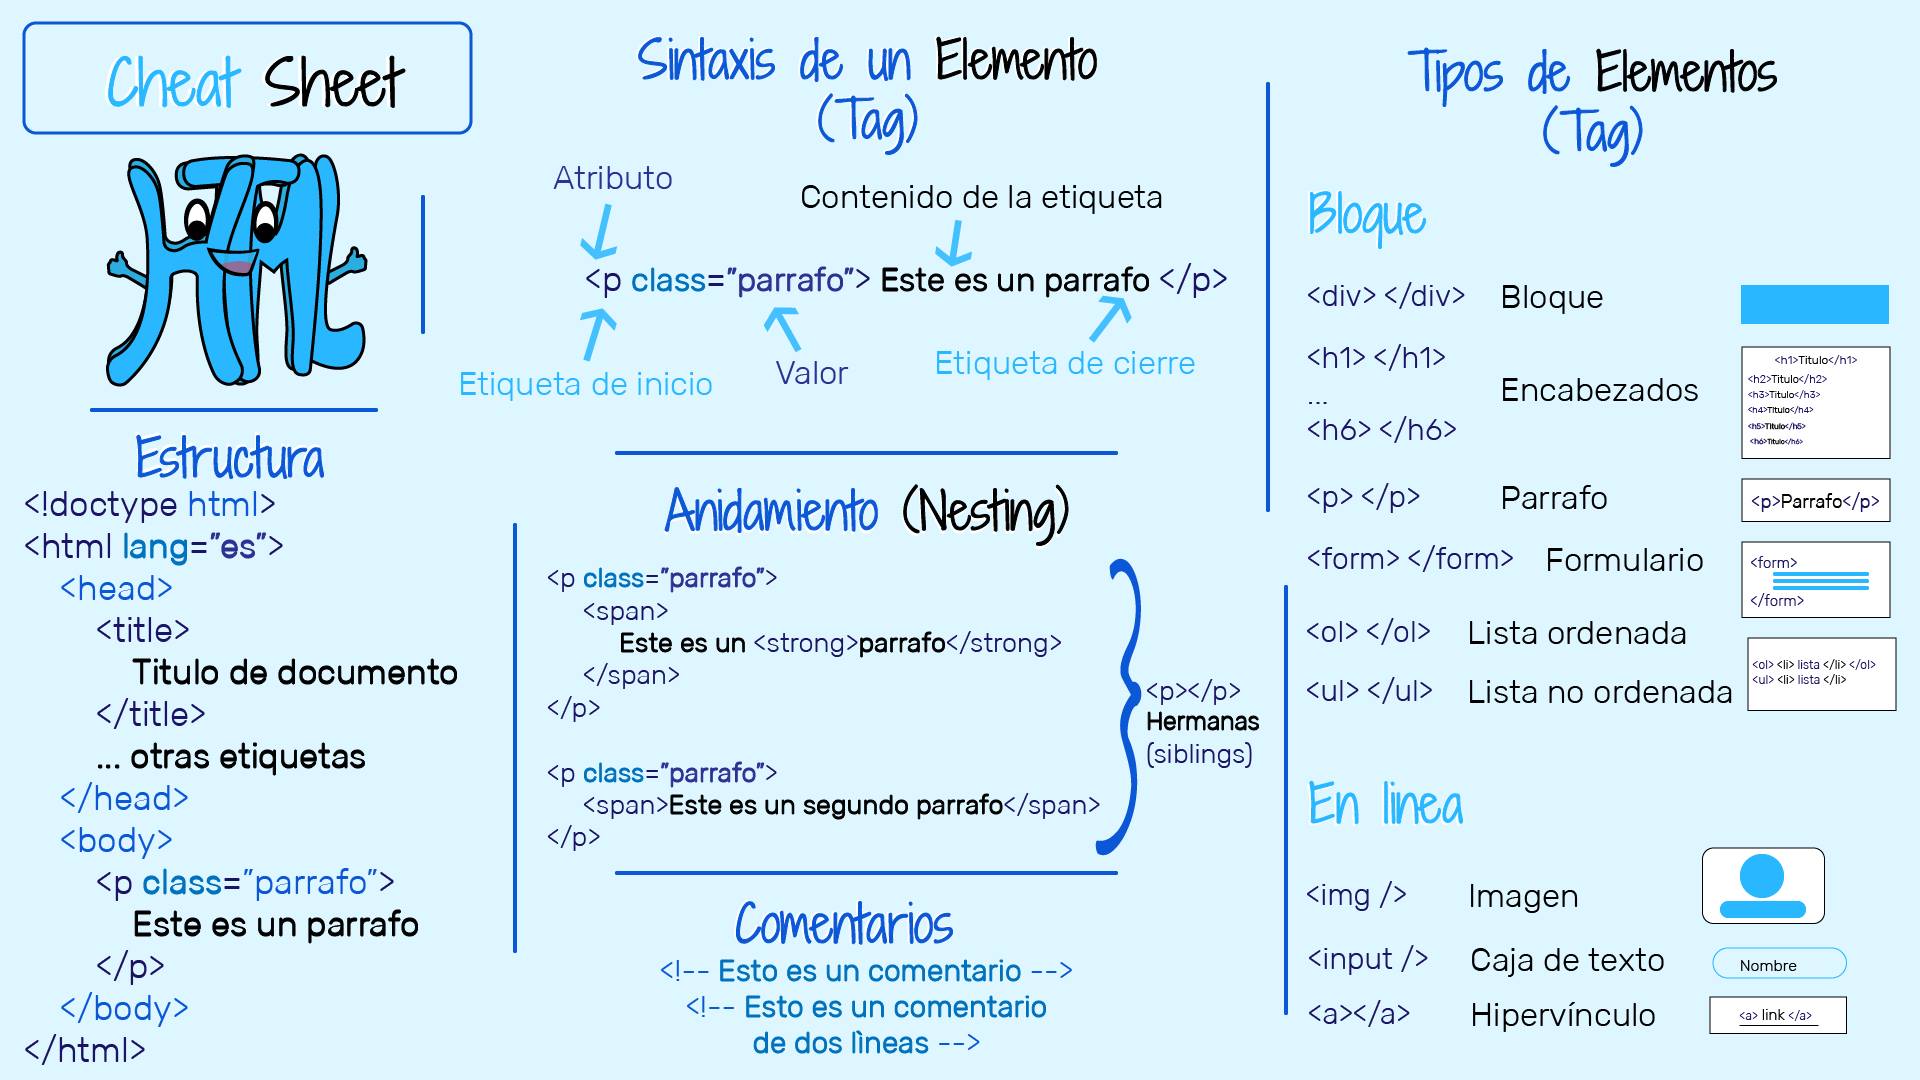 Cheat Sheet
HTML
Estructura
<!doctype html>
<html lang="es">
<head>
<title>
Titulo de documento
</title>
... otras etiquetas
</head>
<body>
<p class="parrafo">
Este es un parrafo
</p>
</body>
</html>
Sintaxis de un Elemento
(Tag)
Atributo
Contenido de la etiqueta
<p class="parrafo"> Este es un parrafo </p>
Etiqueta de inicio
Valor
Etiqueta de cierre
Anidamiento (Nesting)
<p class="parrafo">
<span>
Este es un <strong>parrafo</strong>
</span>
</p>
<p class="parrafo">
<span>Este es un segundo parrafo</span>
</p>
<p></p>
Hermanas
(siblings)
Comentarios
<!-- Esto es un comentario -->
<!-- Esto es un comentario
de dos lìneas -->
Tipos de Elementos
(Tag)
Bloque
<div> </div> Bloque
<h1> </h1>
...
<h6> </h6>
Encabezados
<h1>Titulo</h1>
<h2>Titulo</h2>
<h3>Titulo</h3>
<h4>Titulo</h4>
<h5>Titulo</h5>
<h6>Titulo</h6>
<p> </p> Parrafo
<p>Parrafo</p>
<form> </form> Formulario
<form>
</form>
<ol> </ol> Lista ordenada
<ul> </ul> Lista no ordenada
<ol> <li> lista </li> </ol>
<ul> <li> lista </li>
En linea
<img /> Imagen
<input /> Caja de texto
Nombre
<a></a> Hipervínculo
<a> link </a>